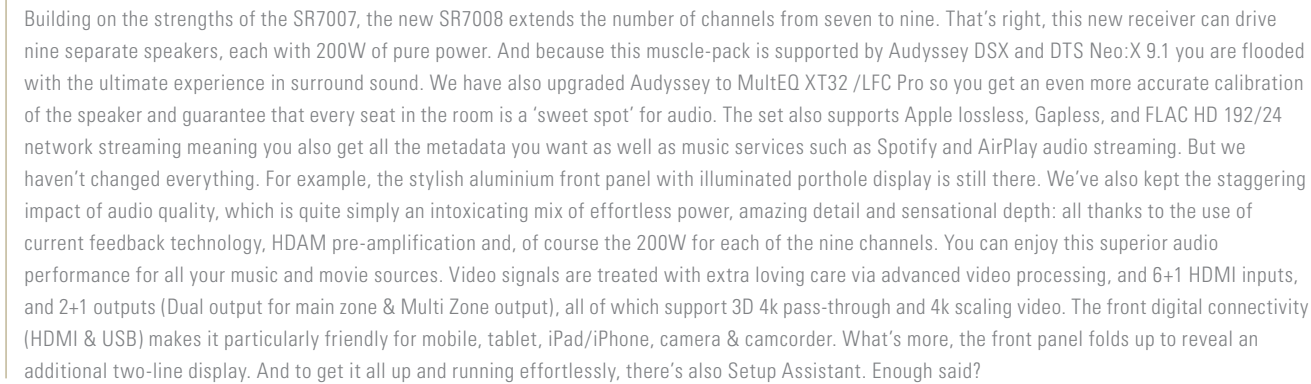 Building on the strengths of the SR7007, the new SR7008 extends the number of channels from seven to nine. That’s right, this new receiver can drive
nine separate speakers, each with 200W of pure power. And because this muscle-pack is supported by Audyssey DSX and DTS Neo:X 9.1 you are flooded
with the ultimate experience in surround sound. We have also upgraded Audyssey to MultEQ XT32 /LFC Pro so you get an even more accurate calibration
of the speaker and guarantee that every seat in the room is a ‘sweet spot’ for audio. The set also supports Apple lossless, Gapless, and FLAC HD 192/24
network streaming meaning you also get all the metadata you want as well as music services such as Spotify and AirPlay audio streaming. But we
haven’t changed everything. For example, the stylish aluminium front panel with illuminated porthole display is still there. We’ve also kept the staggering
impact of audio quality, which is quite simply an intoxicating mix of effortless power, amazing detail and sensational depth: all thanks to the use of
current feedback technology, HDAM pre-amplification and, of course the 200W for each of the nine channels. You can enjoy this superior audio
performance for all your music and movie sources. Video signals are treated with extra loving care via advanced video processing, and 6+1 HDMI inputs,
and 2+1 outputs (Dual output for main zone & Multi Zone output), all of which support 3D 4k pass-through and 4k scaling video. The front digital connectivity
(HDMI & USB) makes it particularly friendly for mobile, tablet, iPad/iPhone, camera & camcorder. What’s more, the front panel folds up to reveal an
additional two-line display. And to get it all up and running effortlessly, there’s also Setup Assistant. Enough said?